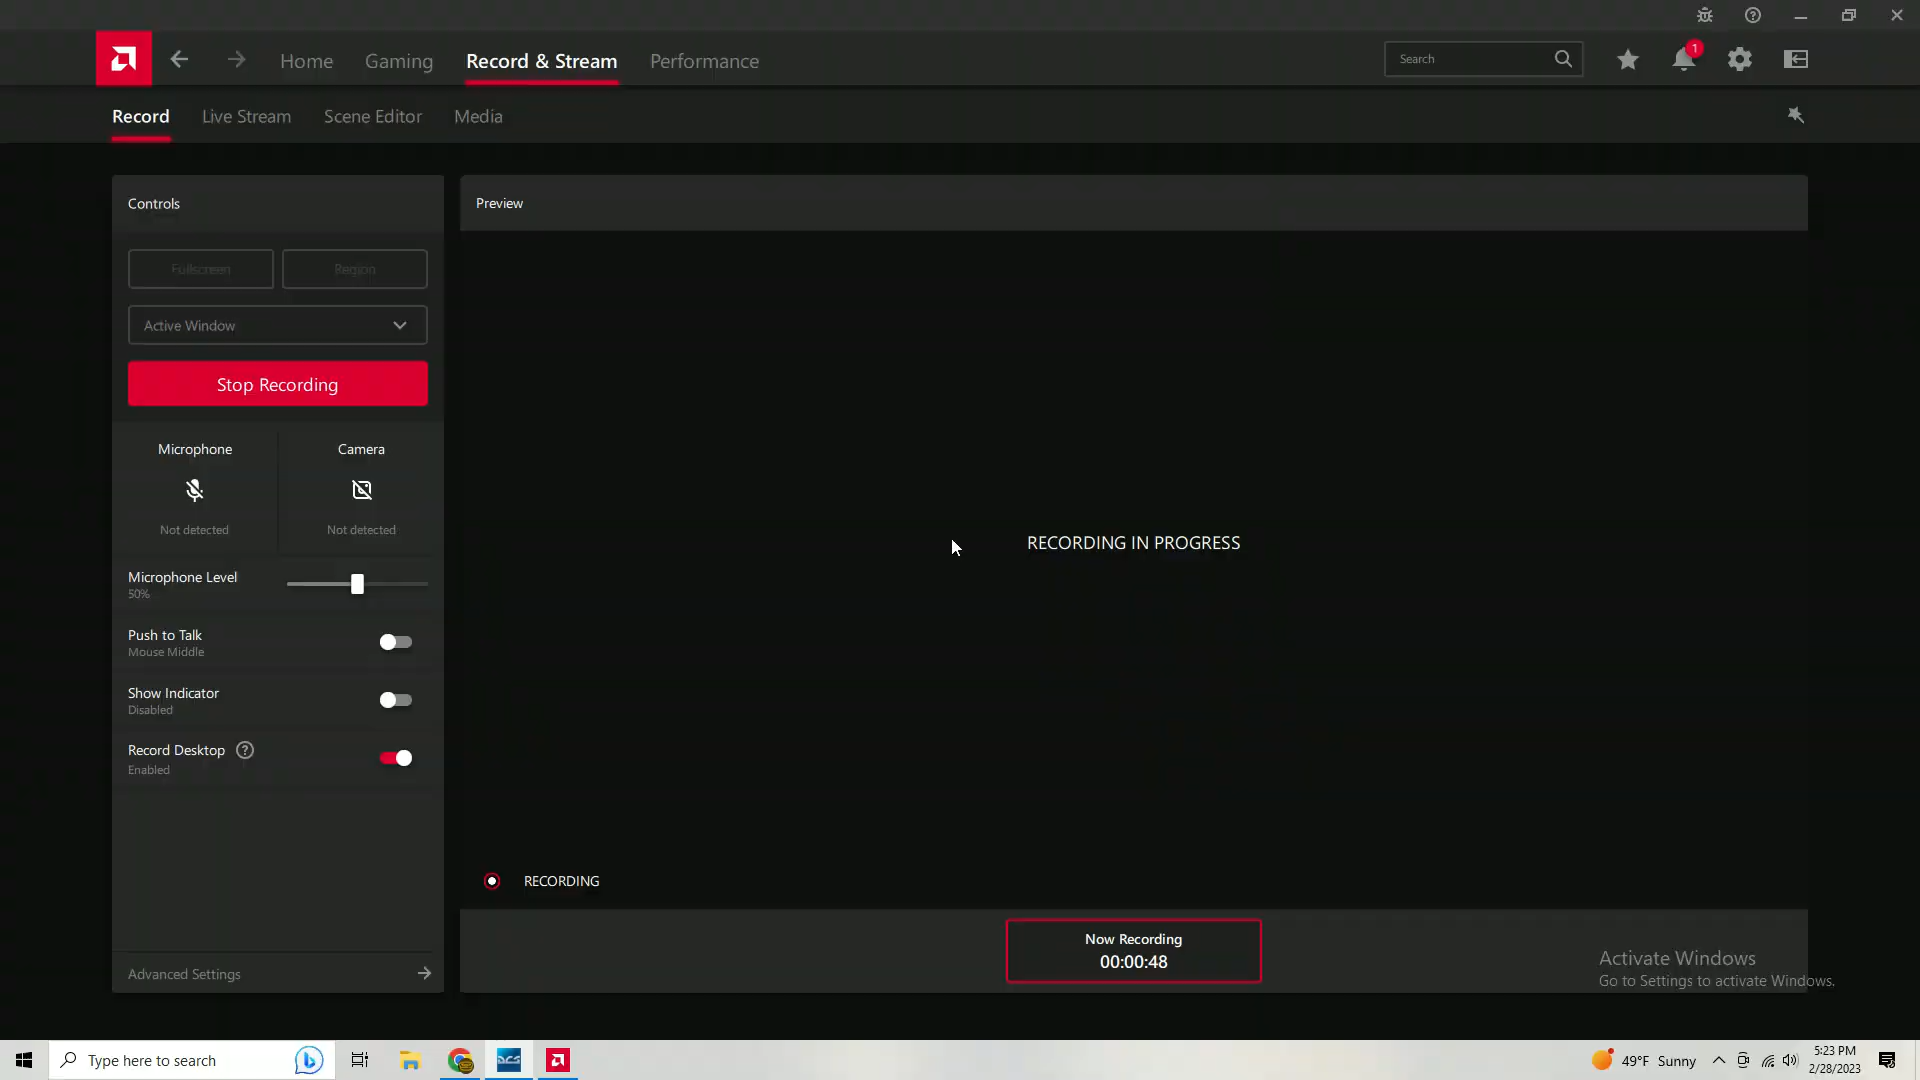 1
Home
Gaming
Record & Stream
Performance
Search
Record
Live Stream
Scene Editor
Media
Controls
Fullscreen
Region
Active Window
Stop Recording
Microphone
Camera
Not detected
Not detected
Microphone Level
50%
Push to Talk
Mouse Middle
Show Indicator
Disabled
Record Desktop ?
Enabled
Advanced Settings
Preview
RECORDING IN PROGRESS
RECORDING
Now Recording
00:00:48
Activate Windows
Go to Settings to activate Windows.
Type here to search
DCS
49°F Sunny
5:23 PM
2/28/2023